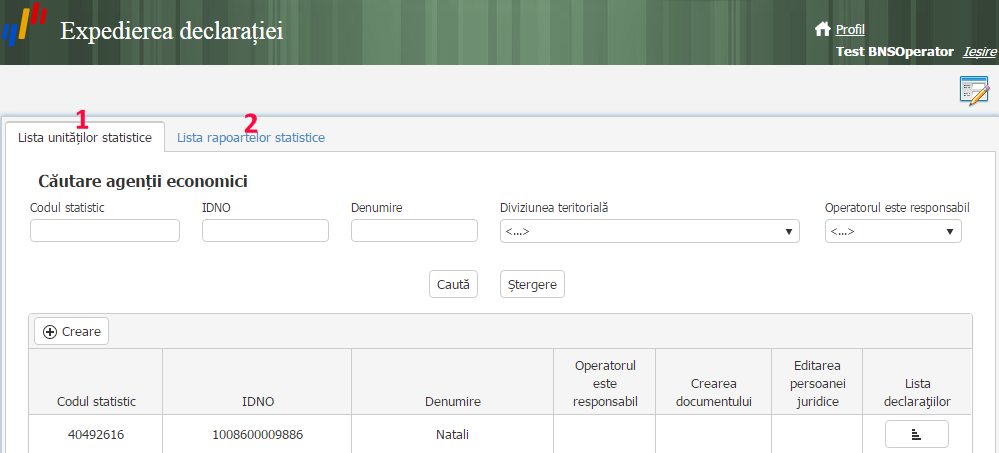 Expedierea declarației
Profil
Test BNSOperator Ieșire
1
2
Lista unităților statistice
Lista rapoartelor statistice
Căutare agenții economici
Codul statistic
IDNO
Denumire
Diviziunea teritorială
Operatorul este responsabil
<...>
<...>
Caută
Ștergere
Creare
Codul statistic
IDNO
Denumire
Operatorul
este
responsabil
Crearea
documentului
Editarea
persoanei
juridice
Lista
declarațiilor
40492616
1008600009886
Natali